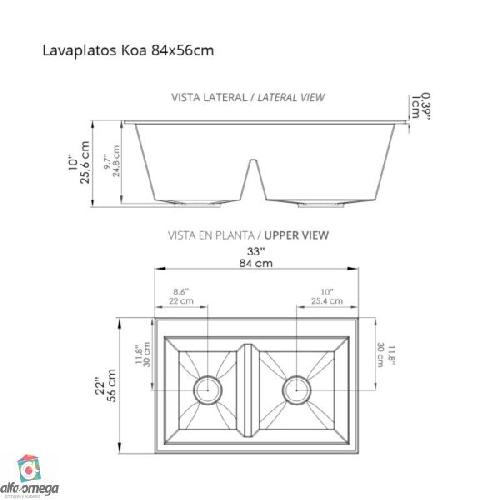 Lavaplatos Koa 84x56cm
VISTA LATERAL / LATERAL VIEW
0.39"
1cm
10"
25,6 cm
9.7"
24,8 cm
VISTA EN PLANTA / UPPER VIEW
33"
84 cm
8.6"
22 cm
10"
25.4 cm
11.8"
30 cm
11.8"
30 cm
22"
56 cm
alfa omega